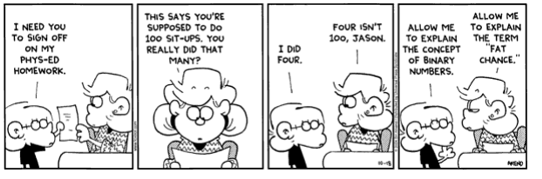 I NEED YOU
TO SIGN OFF
ON MY
PHYS-ED
HOMEWORK.
THIS SAYS YOU'RE
SUPPOSED TO DO
100 SIT-UPS. YOU
REALLY DID THAT
MANY?
I DID
FOUR.
FOUR ISN'T
100, JASON.
ALLOW ME
TO EXPLAIN
THE CONCEPT
OF BINARY
NUMBERS.
ALLOW ME
TO EXPLAIN
THE TERM
"FAT
CHANCE."
AMEND